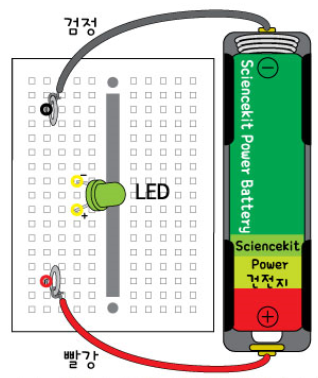 검정
Sciencekit Power Battery
LED
Sciencekit
Power
건전지
빨강